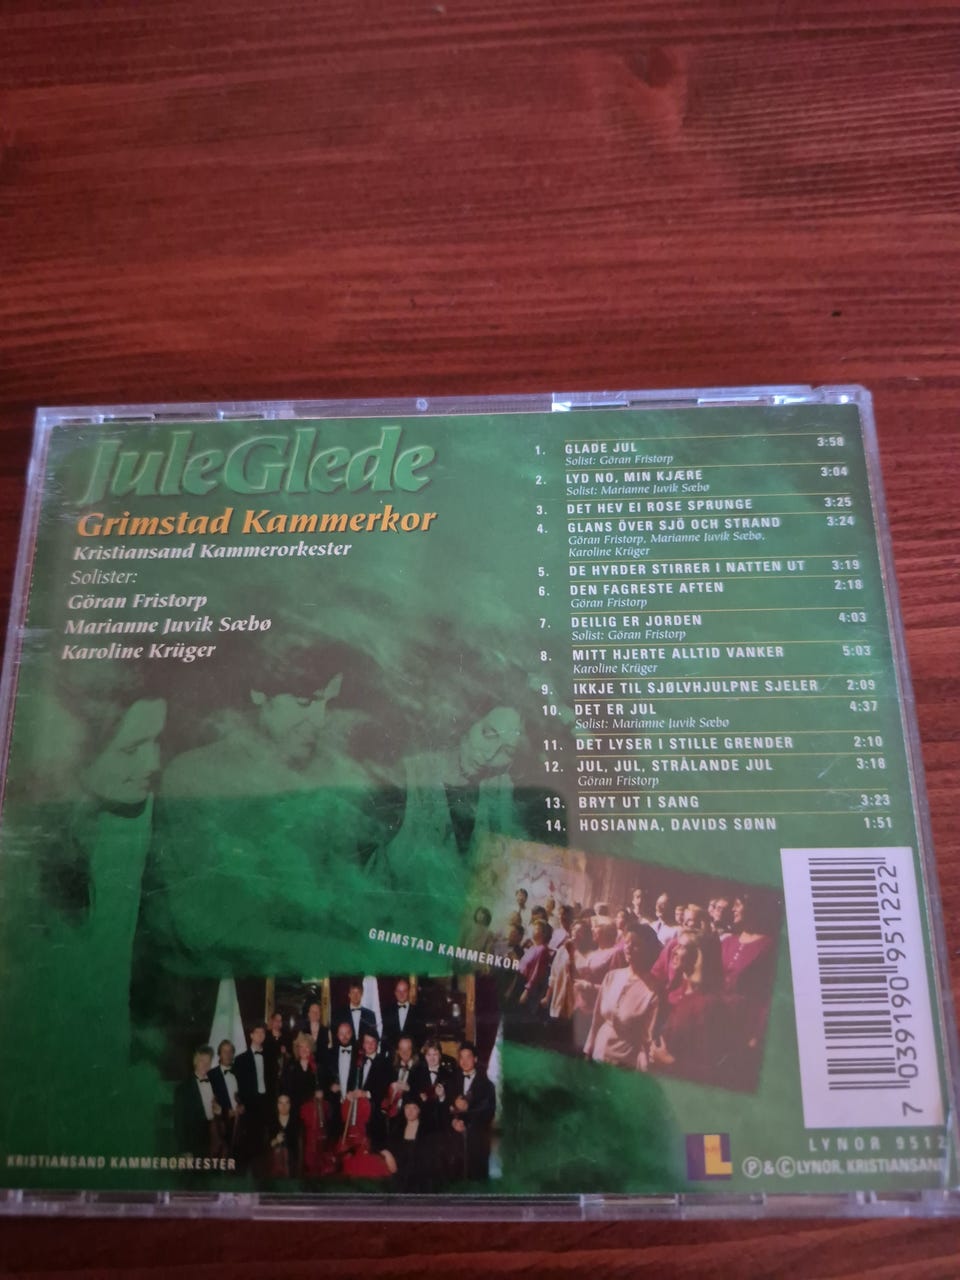 JuleGlede
Grimstad Kammerkor
Kristiansand Kammerorkester
Solister:
Göran Fristorp
Marianne Juvik Sæbø
Karoline Krüger
1. GLADE JUL 3:58
Solist: Göran Fristorp
2. LYD NO, MIN KJÆRE 3:04
Solist: Marianne Juvik Sæbø
3. DET HEV EI ROSE SPRUNGE 3:25
4. GLANS ÖVER SJÖ OCH STRAND 3:24
Göran Fristorp, Marianne Juvik Sæbø,
Karoline Krüger
5. DE HYRDER STIRRER I NATTEN UT 3:19
6. DEN FAGRESTE AFTEN 2:18
Göran Fristorp
7. DEILIG ER JORDEN 4:03
Solist: Göran Fristorp
8. MITT HJERTE ALLTID VANKER 5:03
Karoline Krüger
9. IKKJE TIL SJØLVHJULPNE SJELER 2:09
10. DET ER JUL 4:37
Solist: Marianne Juvik Sæbø
11. DET LYSER I STILLE GRENDER 2:10
12. JUL, JUL, STRÅLANDE JUL 3:18
Göran Fristorp
13. BRYT UT I SANG 3:23
14. HOSIANNA, DAVIDS SØNN 1:51
GRIMSTAD KAMMERKOR
KRISTIANSAND KAMMERORKESTER
7 039190 951222
L
LYNOR 9512
℗ & © LYNOR, KRISTIANSAND